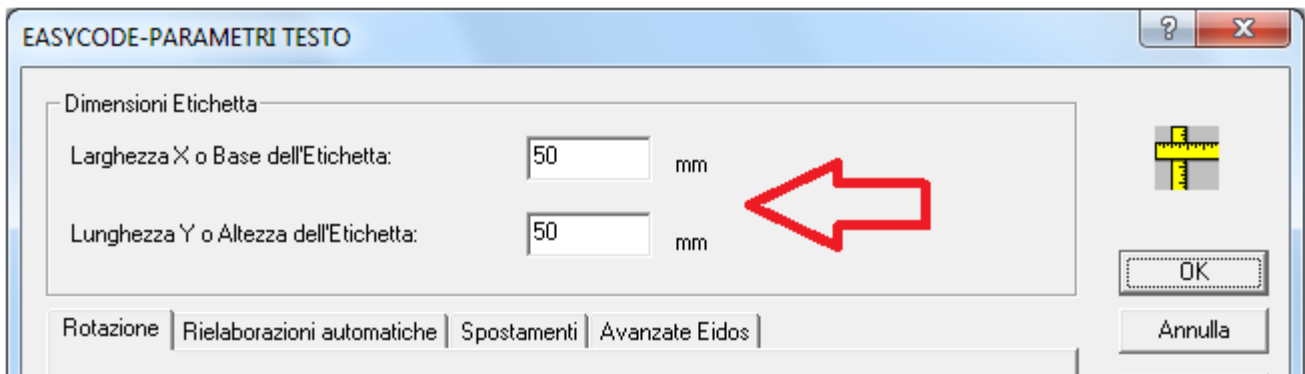 EASYCODE-PARAMETRI TESTO
?
Dimensioni Etichetta
Larghezza X o Base dell'Etichetta: 50 mm
Lunghezza Y o Altezza dell'Etichetta: 50 mm
OK
Rotazione Rielaborazioni automatiche Spostamenti Avanzate Eidos
Annulla